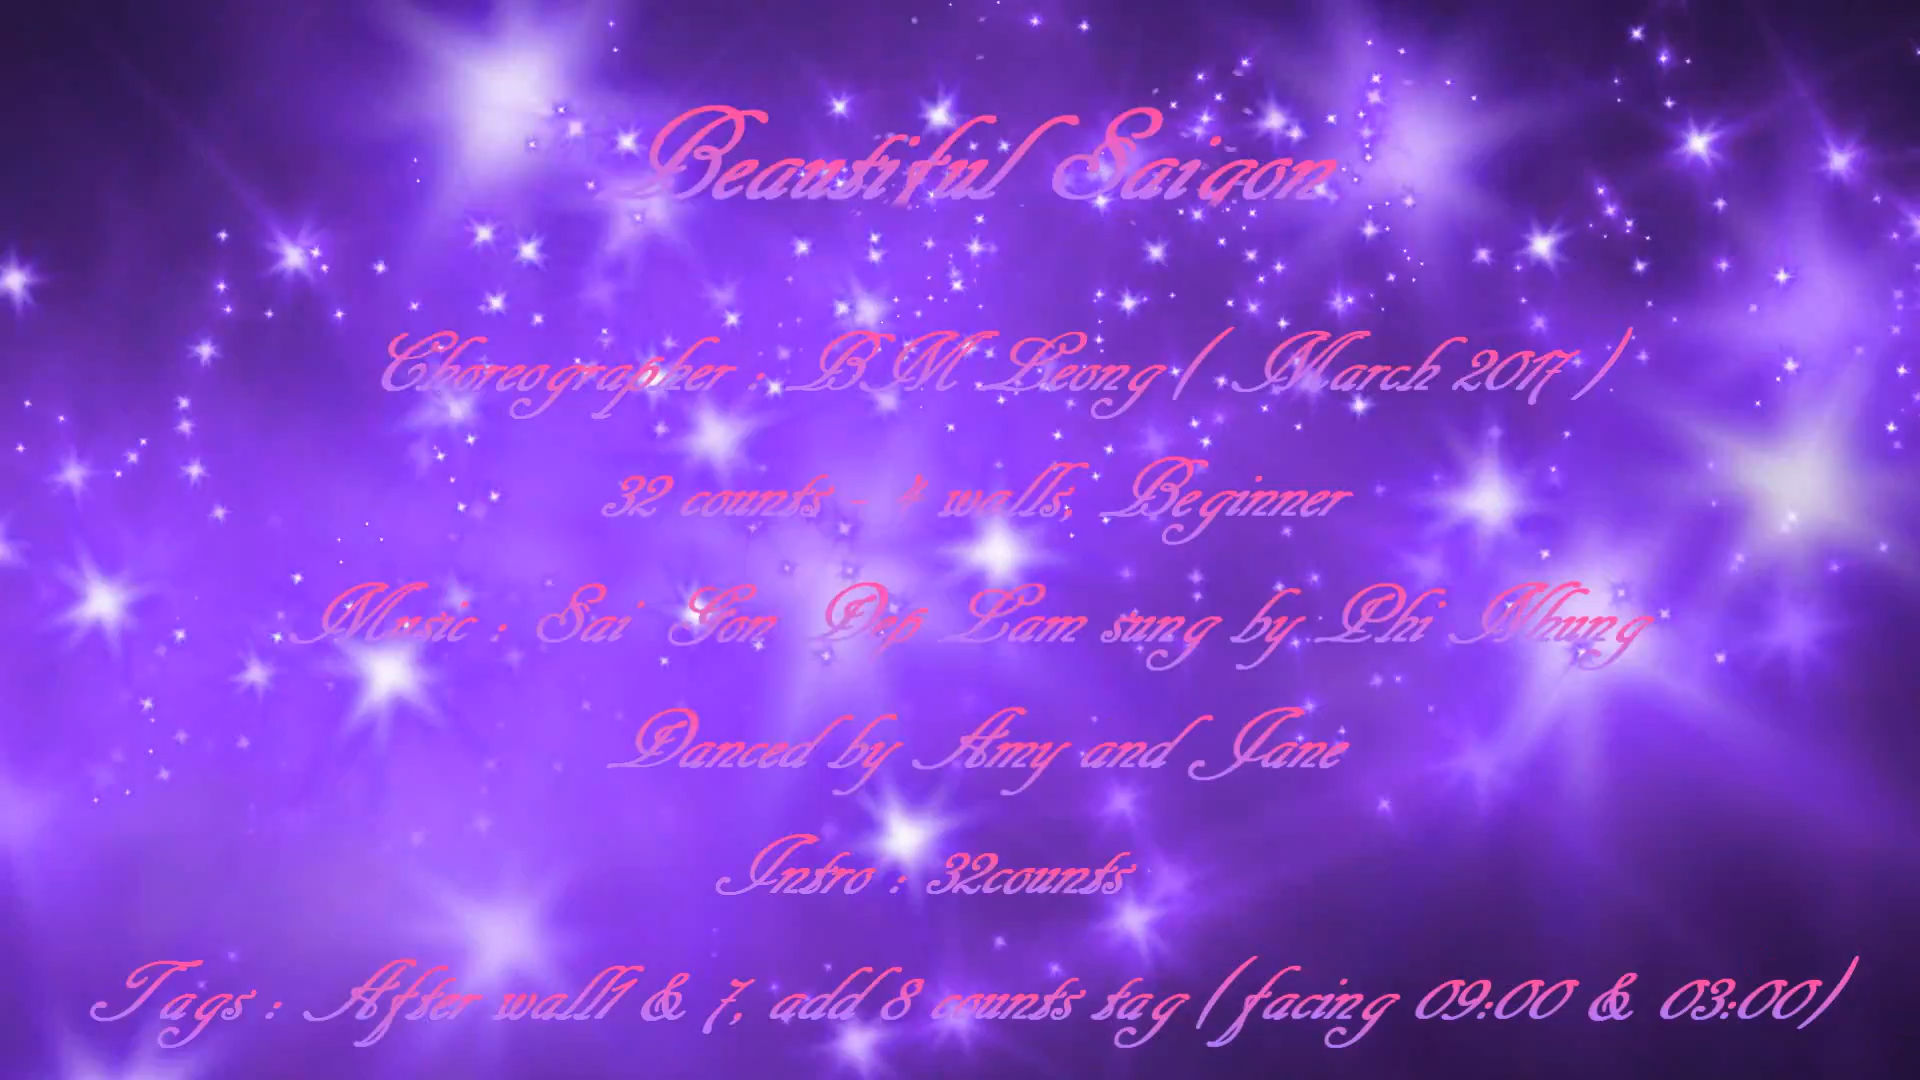 Beautiful Saigon
Choreographer : BM Leong ( March 2017 )
32 counts - 4 walls, Beginner
Music : Sai Gon Dep Lam sung by Phi Nhung
Danced by Amy and Jane
Intro : 32counts
Tags : After wall1 & 7, add 8 counts tag (facing 09:00 & 03:00)